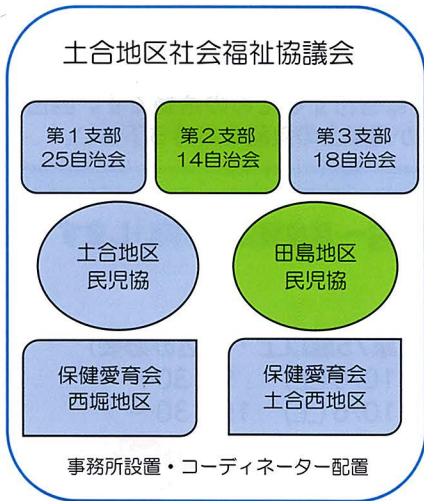 土合地区社会福祉協議会
第1支部
25自治会
第2支部
14自治会
第3支部
18自治会
土合地区
民児協
田島地区
民児協
保健愛育会
西堀地区
保健愛育会
土合西地区
事務所設置・コーディネーター配置